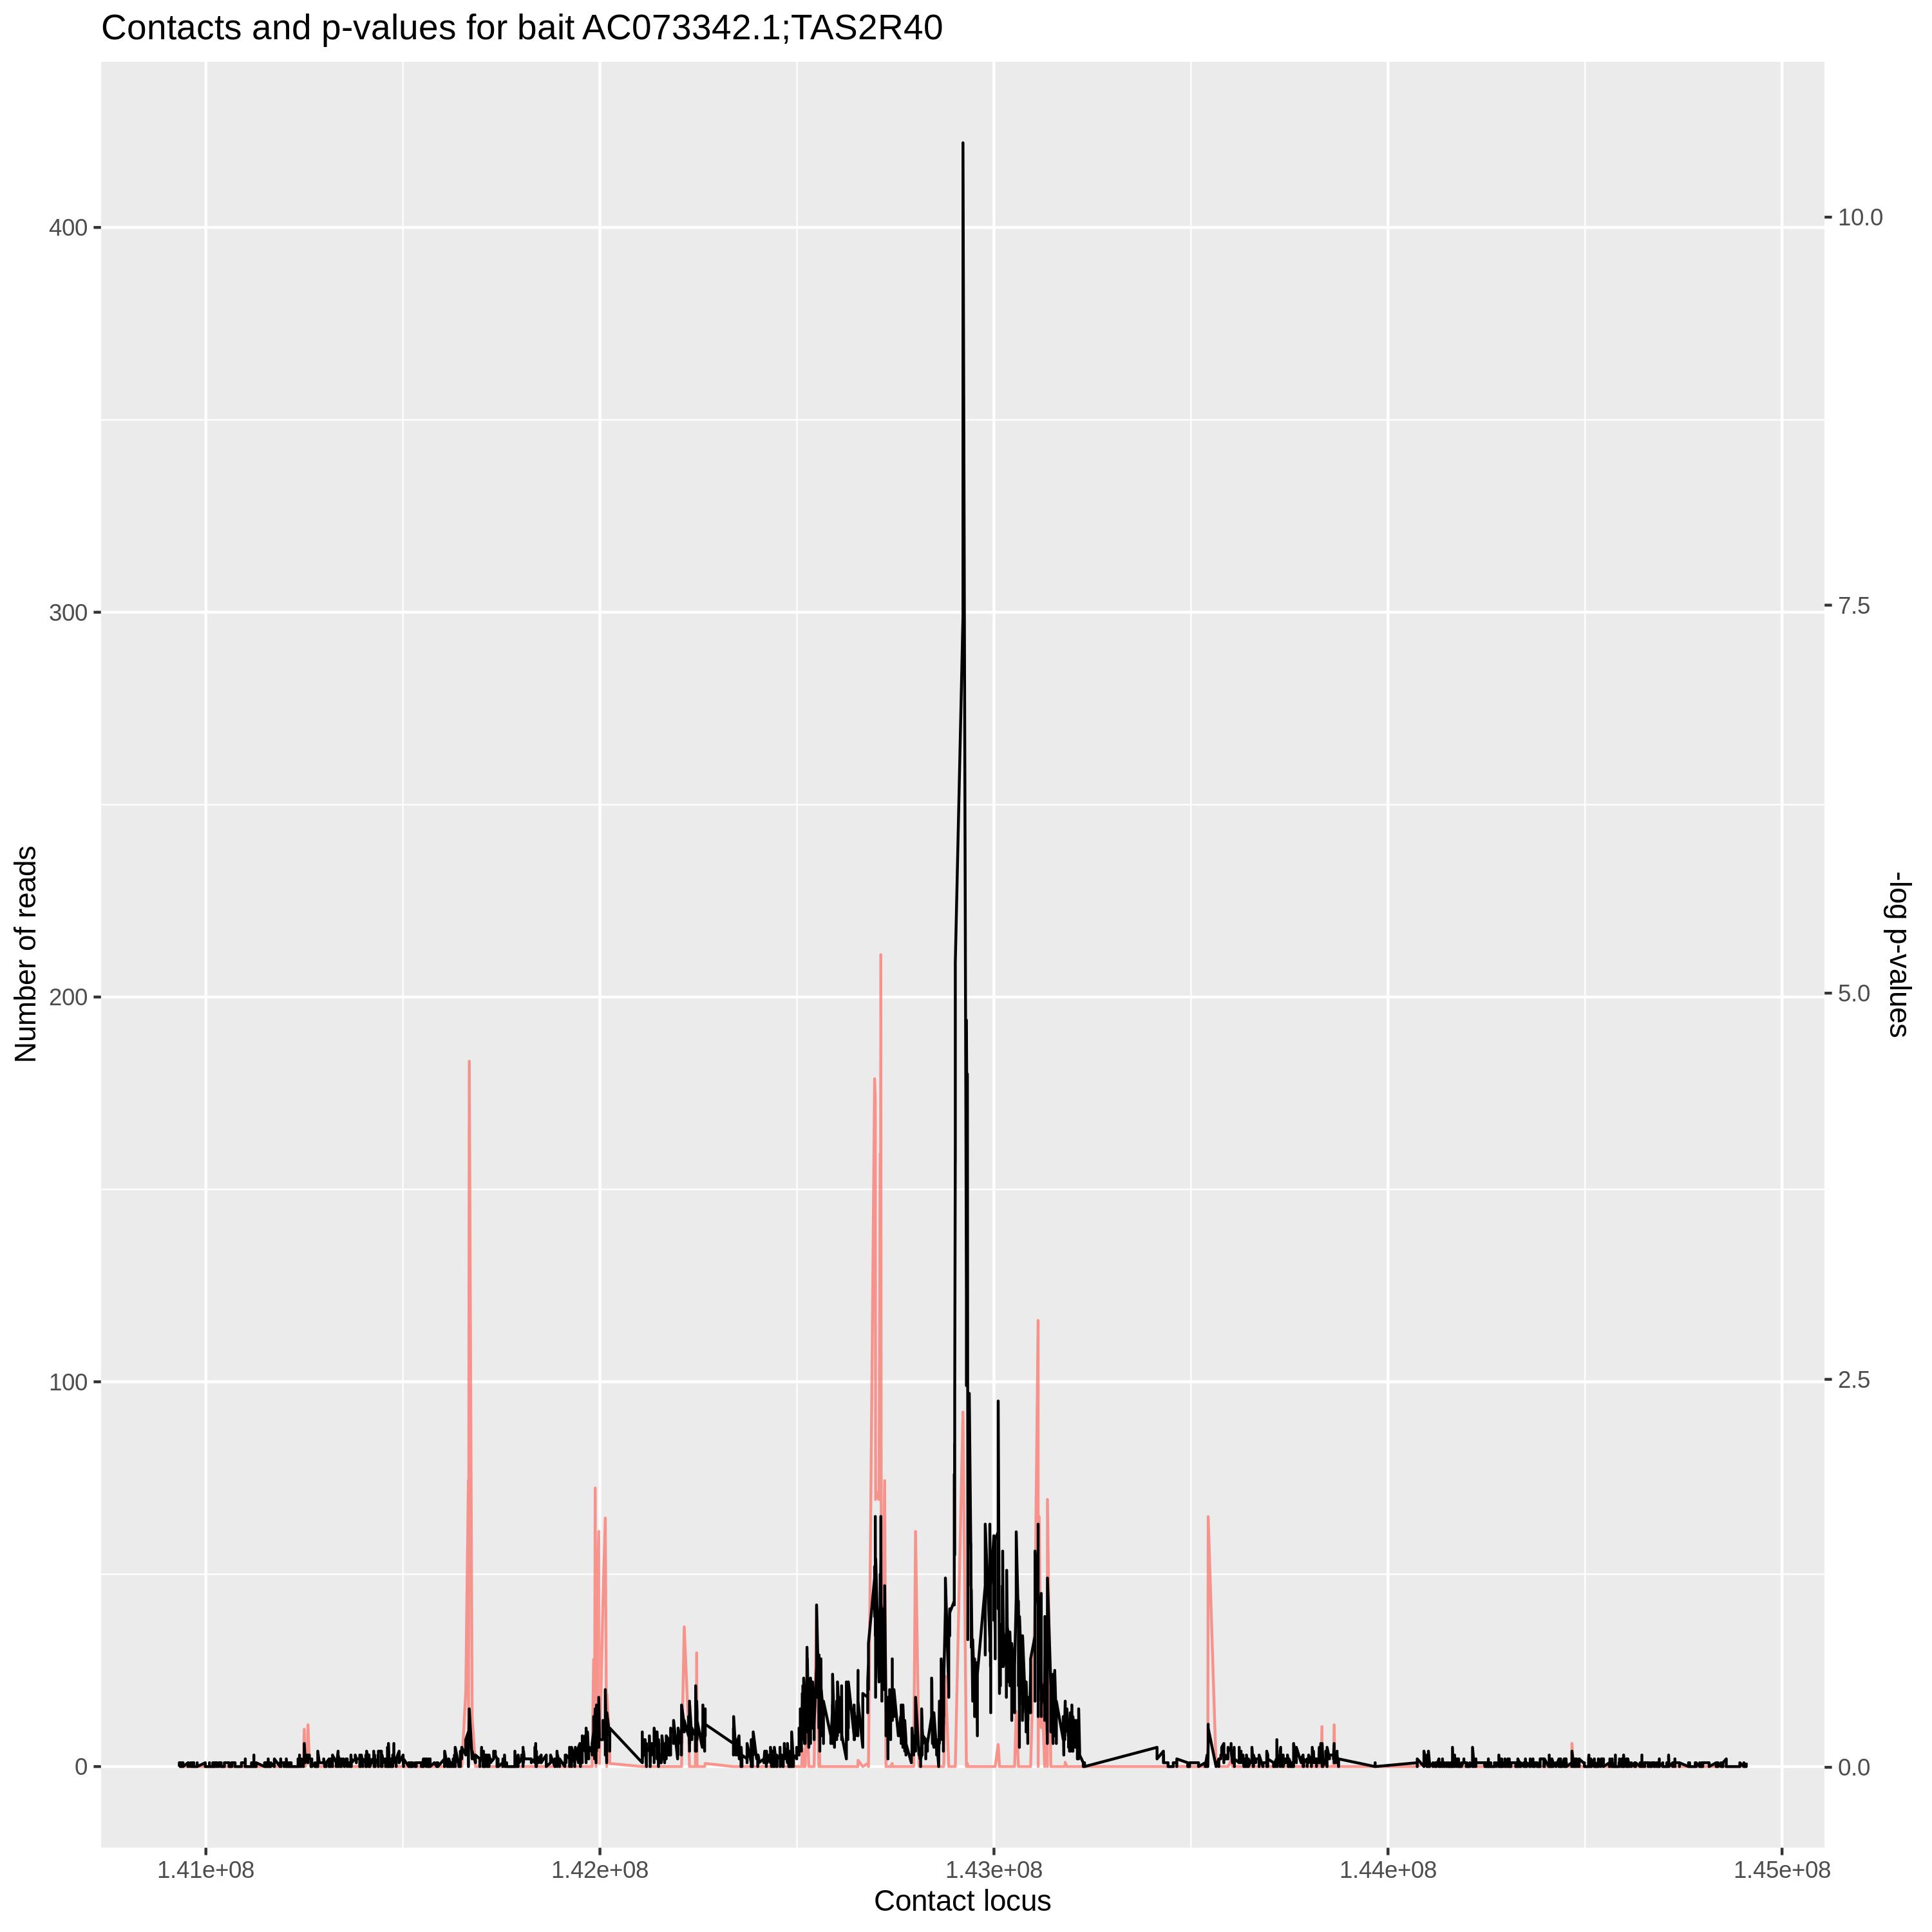 Contacts and p-values for bait AC073342.1;TAS2R40
400
300
200
100
0
Number of reads
10.0
7.5
5.0
2.5
0.0
-log p-values
1.41e+08
1.42e+08
1.43e+08
1.44e+08
1.45e+08
Contact locus